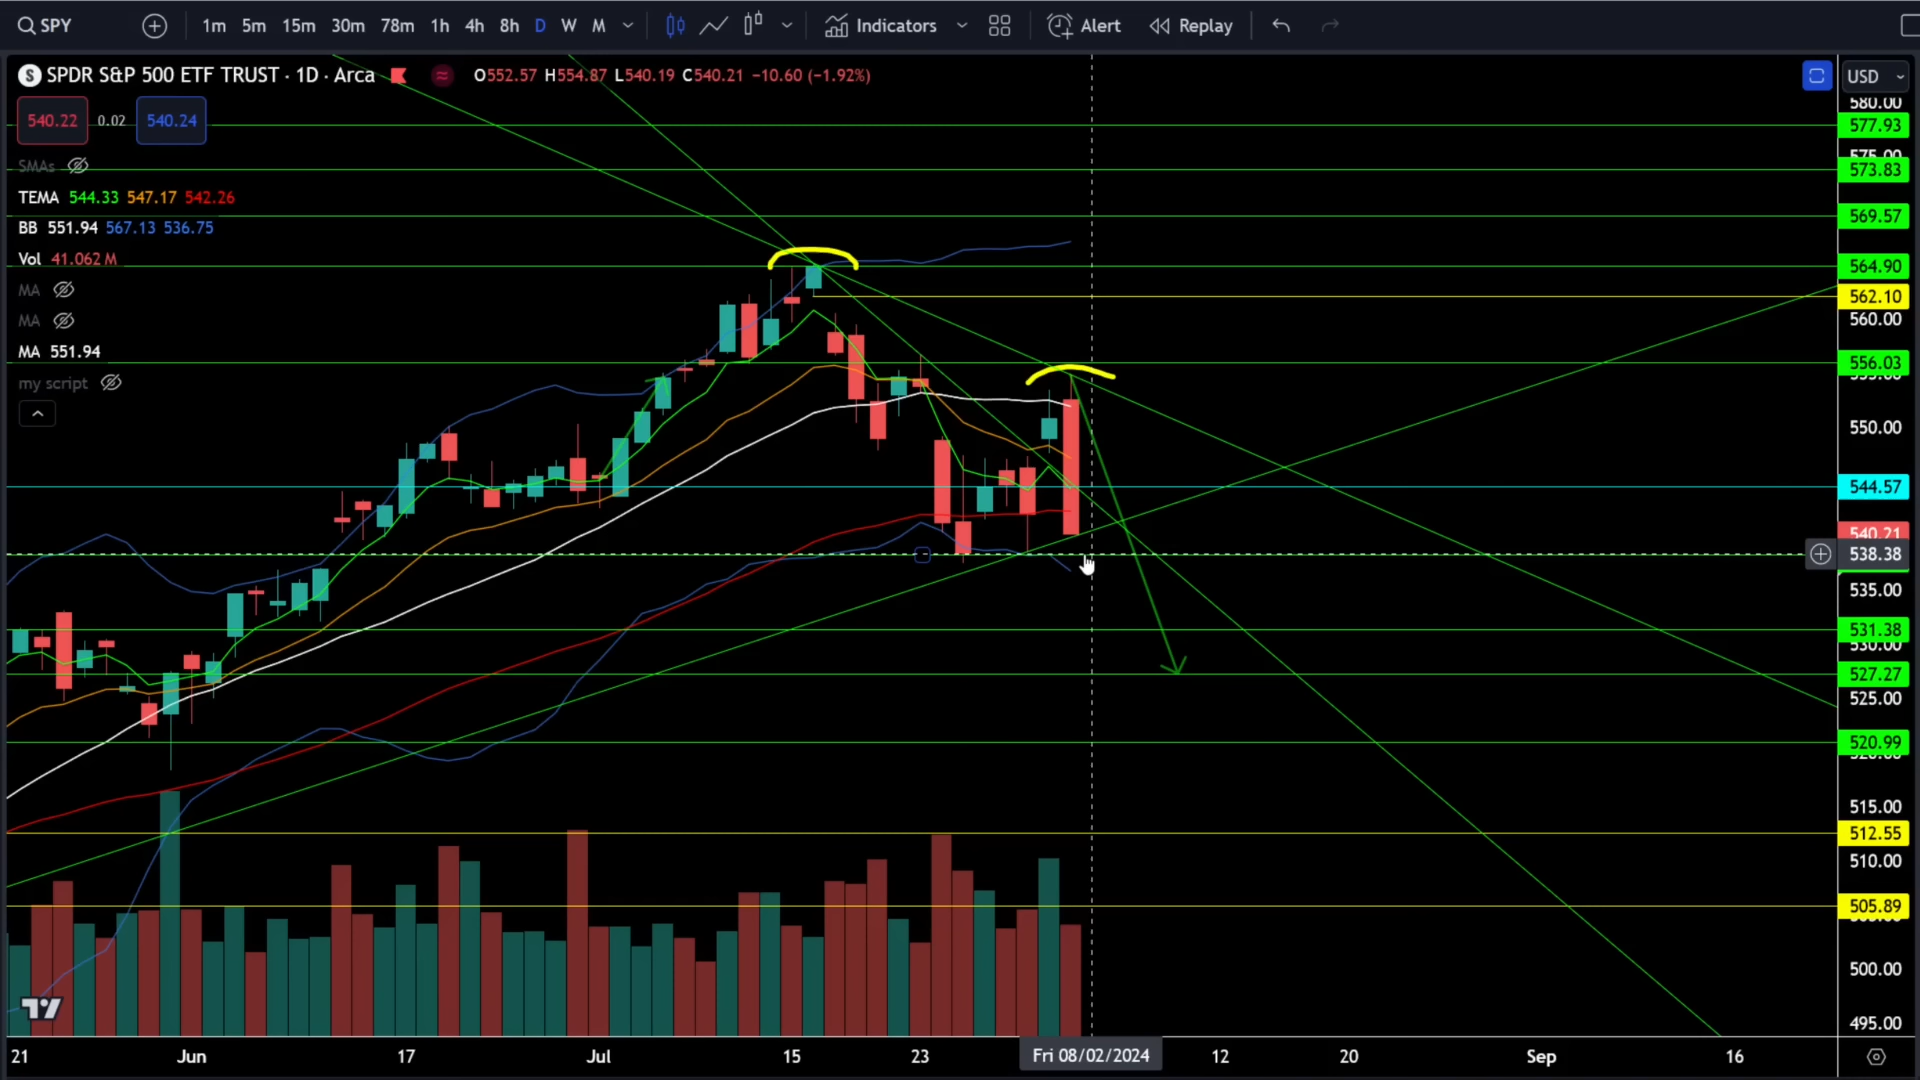 SPY 1m 5m 15m 30m 78m 1h 4h 8h D W M Indicators Alert Replay
S SPDR S&P 500 ETF TRUST · 1D · Arca O552.57 H554.87 L540.19 C540.21 −10.60 (−1.92%)
USD
540.22 0.02 540.24
SMAs
TEMA 544.33 547.17 542.26
BB 551.94 567.13 536.75
Vol 41.062 M
MA
MA
MA 551.94
my script
580.00
577.93
575.00
573.83
569.57
564.90
562.10
560.00
556.03
555.00
550.00
544.57
540.21
538.38
535.00
531.38
530.00
527.27
525.00
520.99
515.00
512.55
510.00
505.89
500.00
495.00
21 Jun 17 Jul 15 23 Fri 08/02/2024 12 20 Sep 16